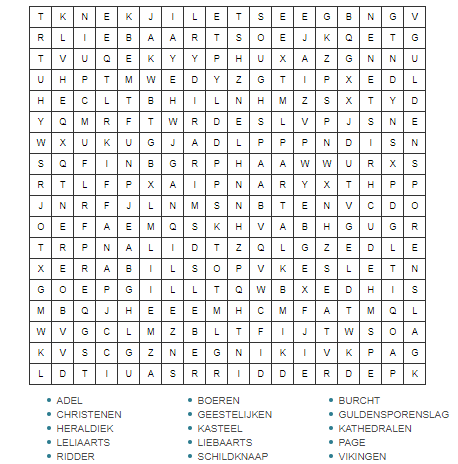 T K N E K J I L E T S E E G B N G V
R L I E B A A R T S O E J K Q E T G
T V U Q E K Y Y P H U X A Z G N N U
U H P T M W E D Y Z G T I P X E D L
H E C L T B H I L N H M Z S X T Y D
Y Q M R F T W R D E S L V P J S N E
W X U K U G J A D L P P P N D I S N
S Q F I N B G R P H A A W W U R X S
R T L F P X A I P N A R Y X T H P P
J N R F J L N M S N B T E N V C D O
O E F A E M Q S K H V A B H G U G R
T R P N A L I D T Z Q L G Z E D L E
X E R A B I L S O P V K E S L E T N
G O E P G I L L T Q W B X E D H I S
M B Q J H E E E M H C M F A T M Q L
W V G C L M Z B L T F I J T W S O A
K V S C G Z N E G N I K I V K P A G
L D T I U A S R R I D D E R D E P K
• ADEL • BOEREN • BURCHT
• CHRISTENEN • GEESTELIJKEN • GULDENSPORENSLAG
• HERALDIEK • KASTEEL • KATHEDRALEN
• LELIAARTS • LIEBAARTS • PAGE
• RIDDER • SCHILDKNAAP • VIKINGEN